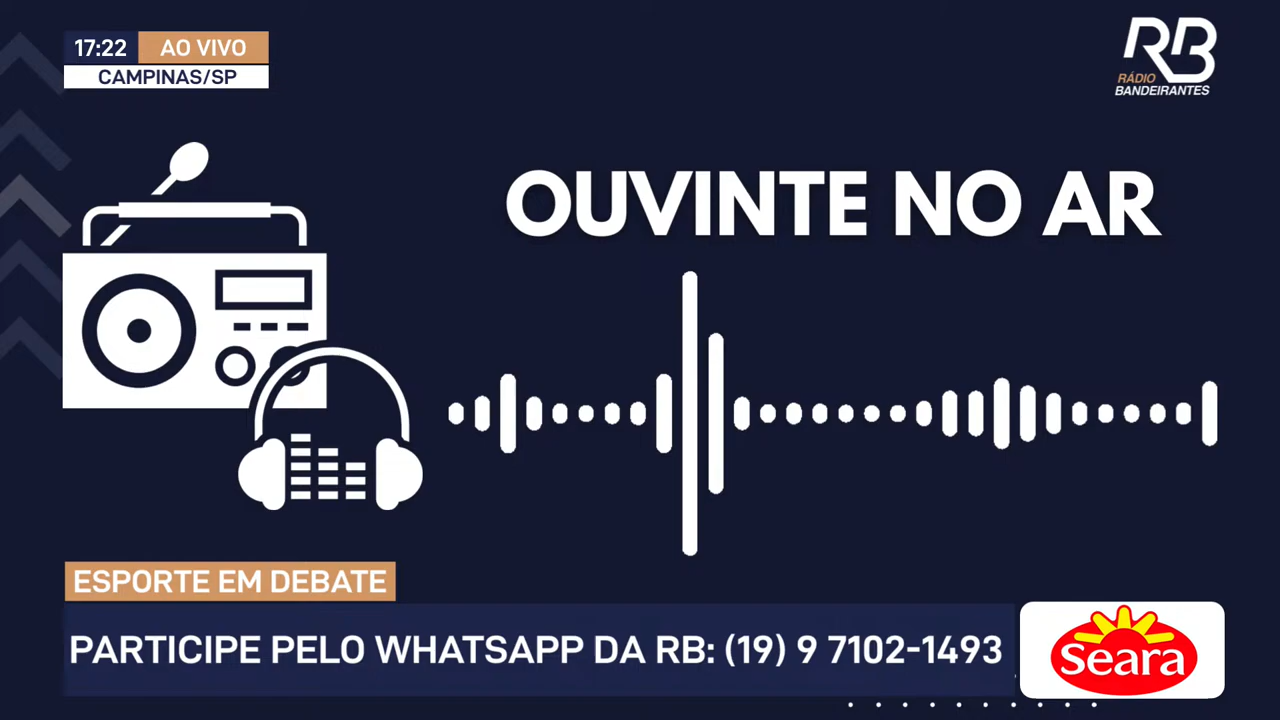 17:22 AO VIVO
CAMPINAS/SP
RB
RÁDIO
BANDEIRANTES
OUVINTE NO AR
ESPORTE EM DEBATE
PARTICIPE PELO WHATSAPP DA RB: (19) 9 7102-1493
Seara